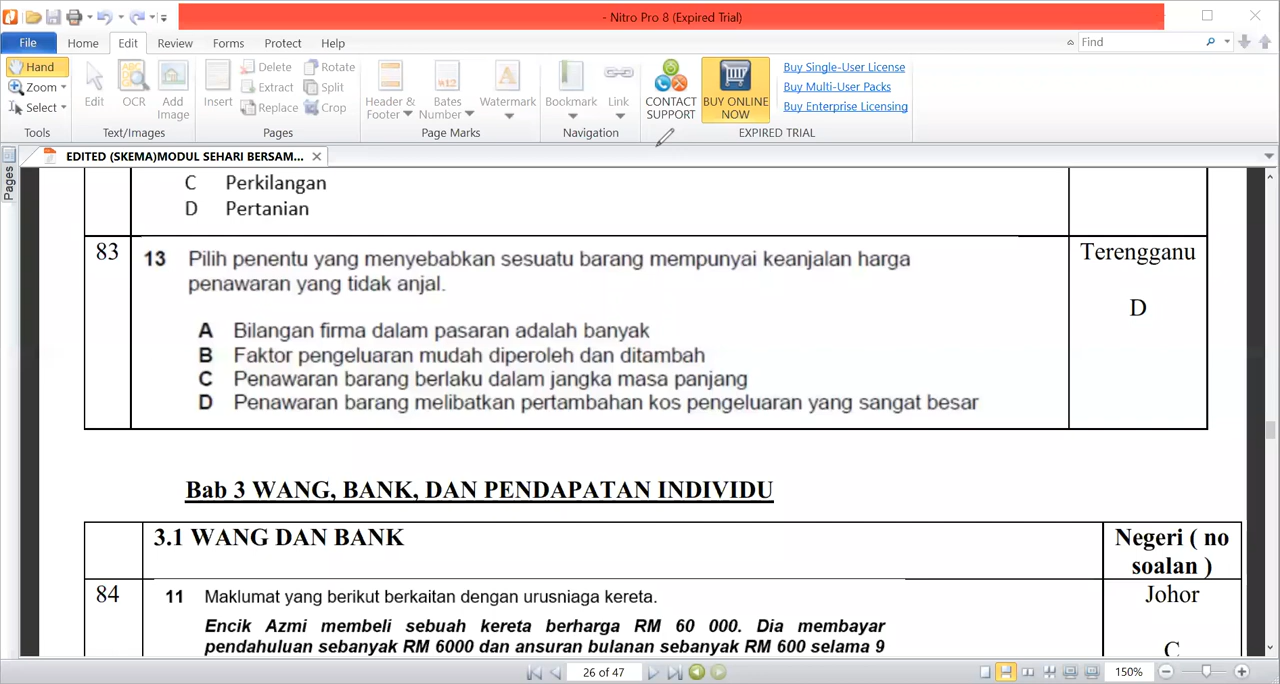 - Nitro Pro 8 (Expired Trial)
File Home Edit Review Forms Protect Help
Find
Hand
Zoom
Select
Tools
Edit
OCR
Add Image
Text/Images
Insert
Delete
Extract
Replace
Rotate
Split
Crop
Pages
Header & Footer
Bates Number
Watermark
Page Marks
Bookmark
Link
Navigation
CONTACT SUPPORT
BUY ONLINE NOW
Buy Single-User License
Buy Multi-User Packs
Buy Enterprise Licensing
EXPIRED TRIAL
Pages
EDITED (SKEMA)MODUL SEHARI BERSAM...
C Perkilangan
D Pertanian
83
13 Pilih penentu yang menyebabkan sesuatu barang mempunyai keanjalan harga
penawaran yang tidak anjal.
A Bilangan firma dalam pasaran adalah banyak
B Faktor pengeluaran mudah diperoleh dan ditambah
C Penawaran barang berlaku dalam jangka masa panjang
D Penawaran barang melibatkan pertambahan kos pengeluaran yang sangat besar
Terengganu
D
Bab 3 WANG, BANK, DAN PENDAPATAN INDIVIDU
3.1 WANG DAN BANK
Negeri ( no
soalan )
84
11 Maklumat yang berikut berkaitan dengan urusniaga kereta.
Encik Azmi membeli sebuah kereta berharga RM 60 000. Dia membayar
pendahuluan sebanyak RM 6000 dan ansuran bulanan sebanyak RM 600 selama 9
Johor
C
26 of 47
150%